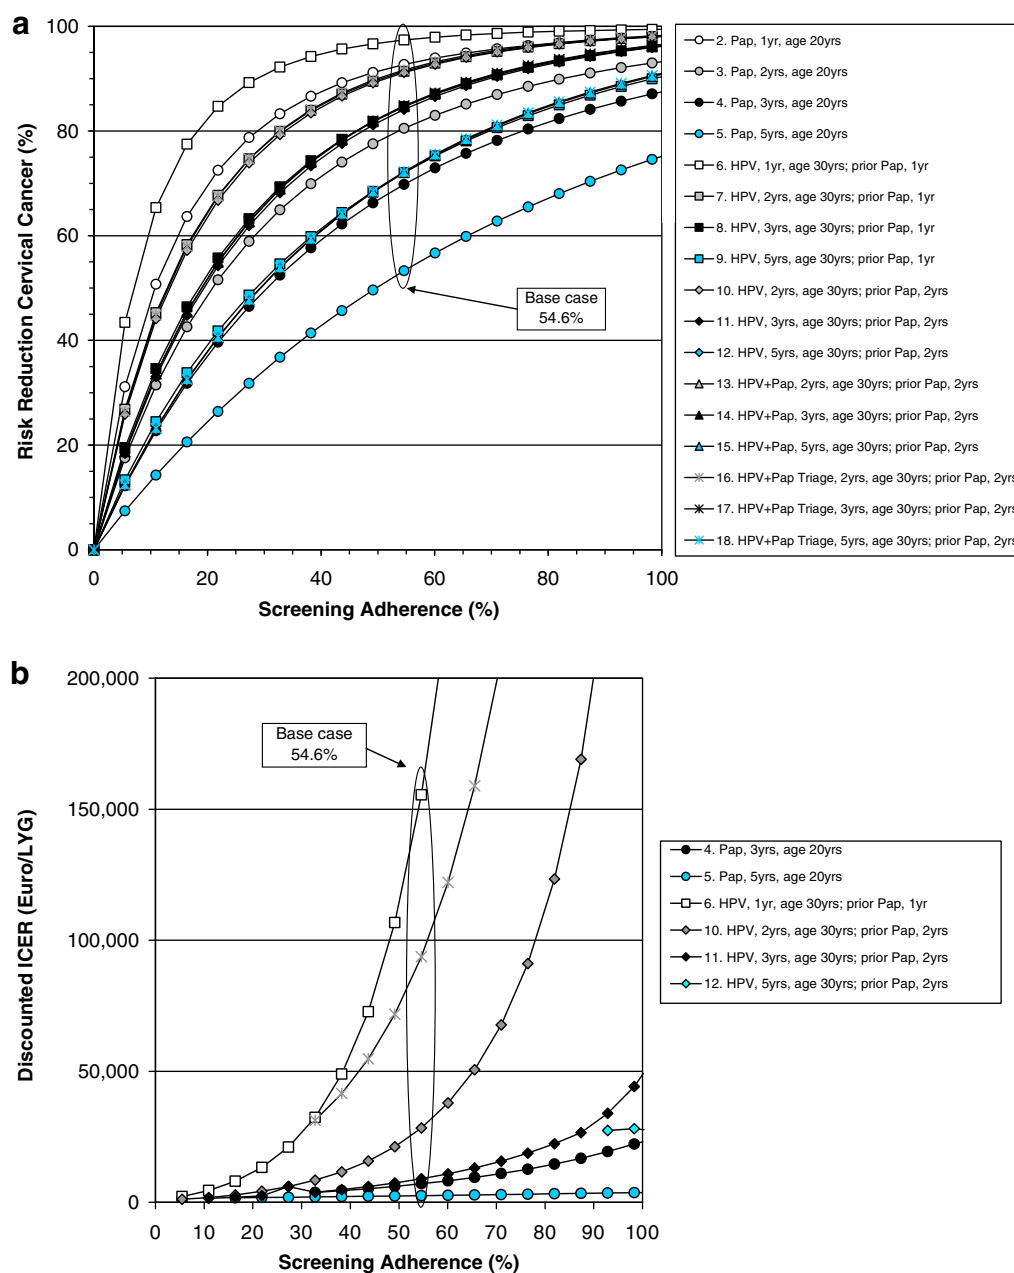 a
100
80
60
40
20
0
0 20 40 60 80 100
Risk Reduction Cervical Cancer (%)
Screening Adherence (%)
Base case
54.6%
2. Pap, 1yr, age 20yrs
3. Pap, 2yrs, age 20yrs
4. Pap, 3yrs, age 20yrs
5. Pap, 5yrs, age 20yrs
6. HPV, 1yr, age 30yrs; prior Pap, 1yr
7. HPV, 2yrs, age 30yrs; prior Pap, 1yr
8. HPV, 3yrs, age 30yrs; prior Pap, 1yr
9. HPV, 5yrs, age 30yrs; prior Pap, 1yr
10. HPV, 2yrs, age 30yrs; prior Pap, 2yrs
11. HPV, 3yrs, age 30yrs; prior Pap, 2yrs
12. HPV, 5yrs, age 30yrs; prior Pap, 2yrs
13. HPV+Pap, 2yrs, age 30yrs; prior Pap, 2yrs
14. HPV+Pap, 3yrs, age 30yrs; prior Pap, 2yrs
15. HPV+Pap, 5yrs, age 30yrs; prior Pap, 2yrs
16. HPV+Pap Triage, 2yrs, age 30yrs; prior Pap, 2yrs
17. HPV+Pap Triage, 3yrs, age 30yrs; prior Pap, 2yrs
18. HPV+Pap Triage, 5yrs, age 30yrs; prior Pap, 2yrs
b
200,000
150,000
100,000
50,000
0
0 10 20 30 40 50 60 70 80 90 100
Discounted ICER (Euro/LYG)
Screening Adherence (%)
Base case
54.6%
4. Pap, 3yrs, age 20yrs
5. Pap, 5yrs, age 20yrs
6. HPV, 1yr, age 30yrs; prior Pap, 1yr
10. HPV, 2yrs, age 30yrs; prior Pap, 2yrs
11. HPV, 3yrs, age 30yrs; prior Pap, 2yrs
12. HPV, 5yrs, age 30yrs; prior Pap, 2yrs